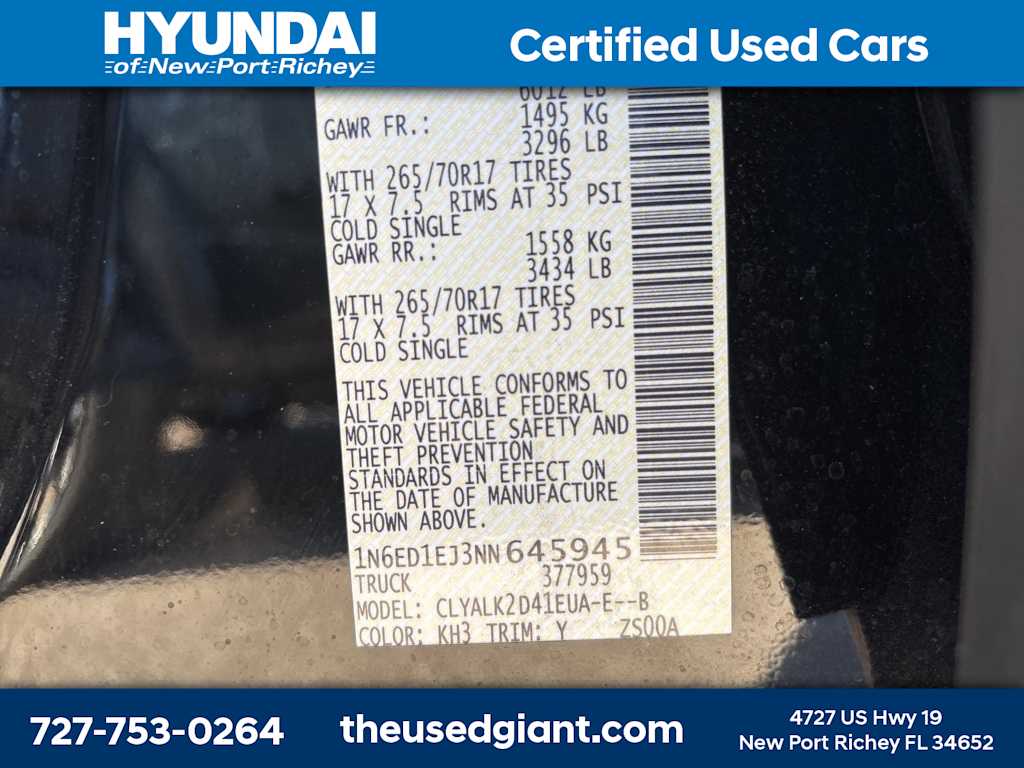 HYUNDAI
of New Port Richey
Certified Used Cars
6012 LB
GAWR FR.: 1495 KG
3296 LB
WITH 265/70R17 TIRES
17 X 7.5 RIMS AT 35 PSI
COLD SINGLE
GAWR RR.: 1558 KG
3434 LB
WITH 265/70R17 TIRES
17 X 7.5 RIMS AT 35 PSI
COLD SINGLE
THIS VEHICLE CONFORMS TO
ALL APPLICABLE FEDERAL
MOTOR VEHICLE SAFETY AND
THEFT PREVENTION
STANDARDS IN EFFECT ON
THE DATE OF MANUFACTURE
SHOWN ABOVE.
1N6ED1EJ3NN645945
TRUCK 377959
MODEL: CLYALK2D41EUA-E--B
COLOR: KH3 TRIM: Y ZS00A
727-753-0264
theusedgiant.com
4727 US Hwy 19
New Port Richey FL 34652